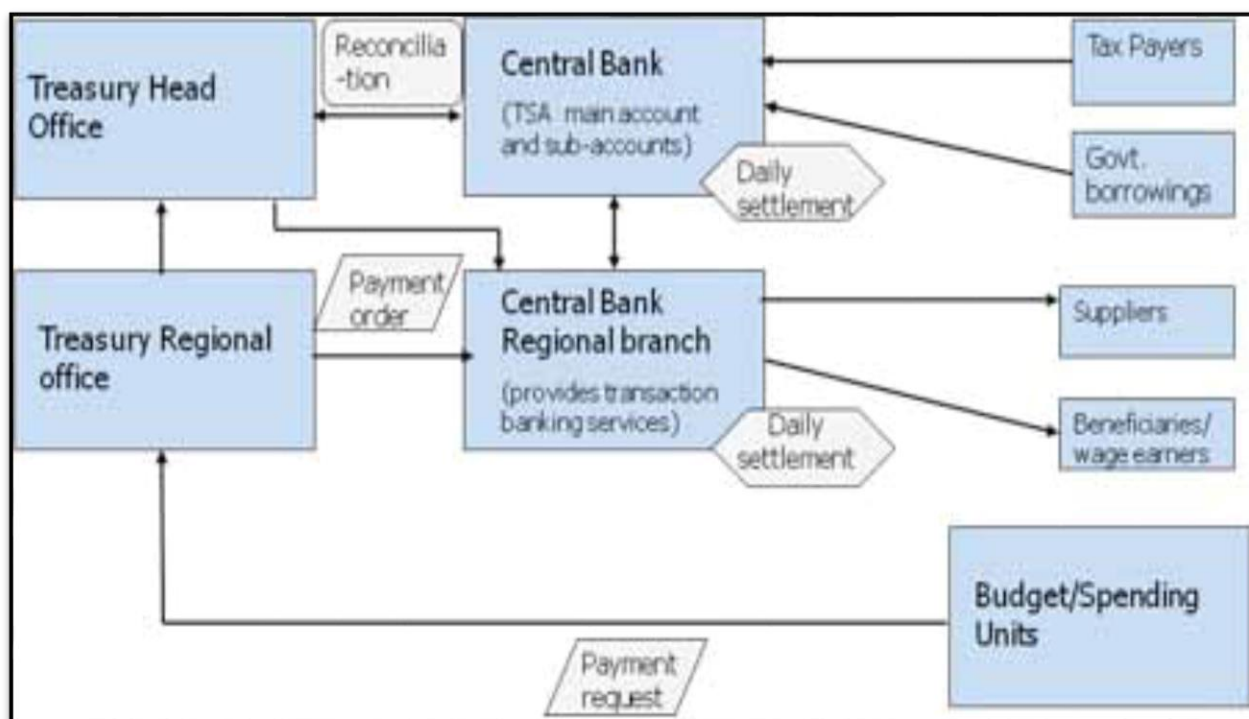 Treasury Head
Office
Reconcilia
-tion
Central Bank
(TSA main account
and sub-accounts)
Daily
settlement
Tax Payers
Govt.
borrowings
Treasury Regional
office
Payment
order
Central Bank
Regional branch
(provides transaction
banking services)
Daily
settlement
Suppliers
Beneficiaries/
wage earners
Budget/Spending
Units
Payment
request